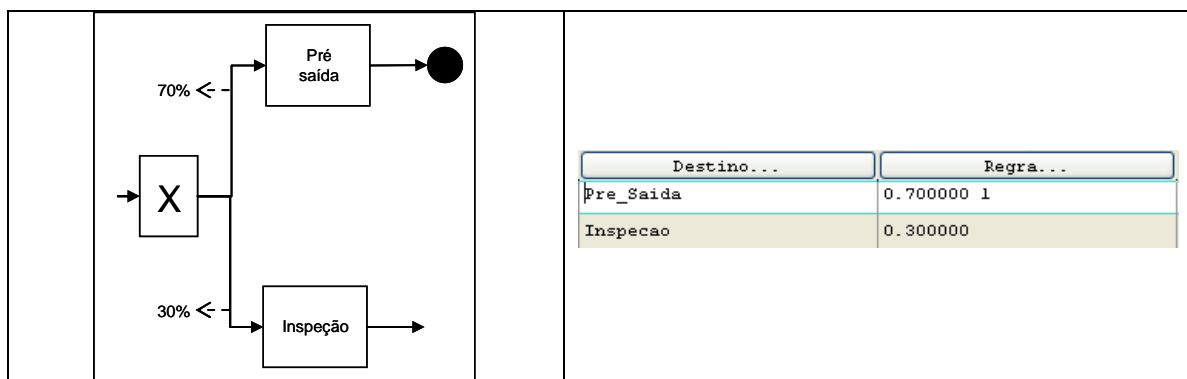 Pré
saída
70%
X
30%
Inspeção
Destino... Regra...
Pre_Saida 0.700000 1
Inspecao 0.300000